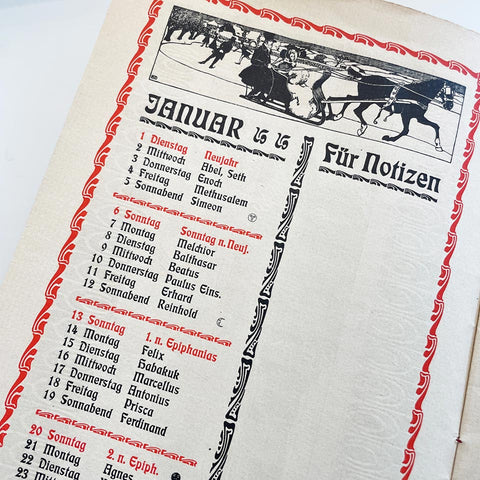 JANUAR
Für Notizen
1 Dienstag Neujahr
2 Mittwoch Abel, Seth
3 Donnerstag Enoch
4 Freitag Methusalem
5 Sonnabend Simeon
6 Sonntag Sonntag n. Neuj.
7 Montag Melchior
8 Dienstag Balthasar
9 Mittwoch Beatus
10 Donnerstag Paulus Eins.
11 Freitag Erhard
12 Sonnabend Reinhold
13 Sonntag 1. n. Epiphanias
14 Montag Felix
15 Dienstag Habakuk
16 Mittwoch Marcellus
17 Donnerstag Antonius
18 Freitag Prisca
19 Sonnabend Ferdinand
20 Sonntag 2. n. Epiph.
21 Montag Agnes
22 Dienstag
23